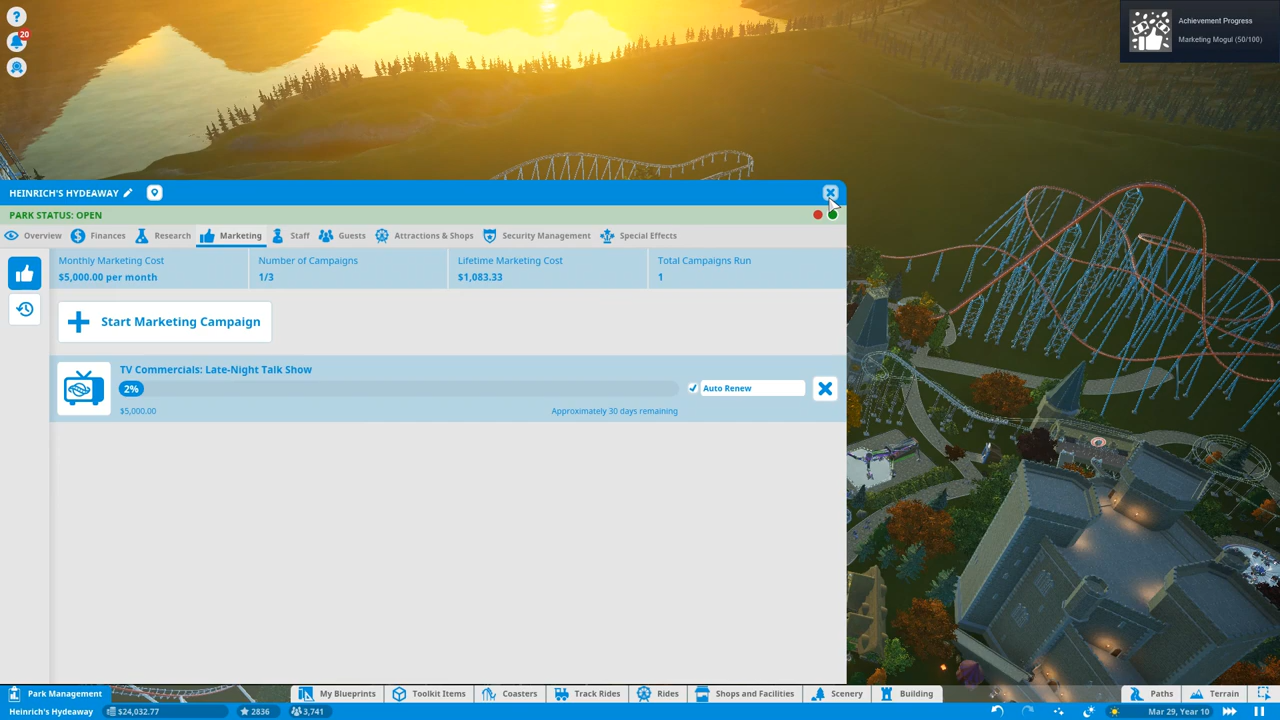 ?
20
Achievement Progress
Marketing Mogul (50/100)
HEINRICH'S HYDEAWAY
PARK STATUS: OPEN
Overview
Finances
Research
Marketing
Staff
Guests
Attractions & Shops
Security Management
Special Effects
Monthly Marketing Cost
$5,000.00 per month
Number of Campaigns
1/3
Lifetime Marketing Cost
$1,083.33
Total Campaigns Run
1
Start Marketing Campaign
TV Commercials: Late-Night Talk Show
2%
Auto Renew
$5,000.00
Approximately 30 days remaining
Park Management
My Blueprints
Toolkit Items
Coasters
Track Rides
Rides
Shops and Facilities
Scenery
Building
Paths
Terrain
Heinrich's Hydeaway
$24,032.77
2836
3,741
Mar 29, Year 10